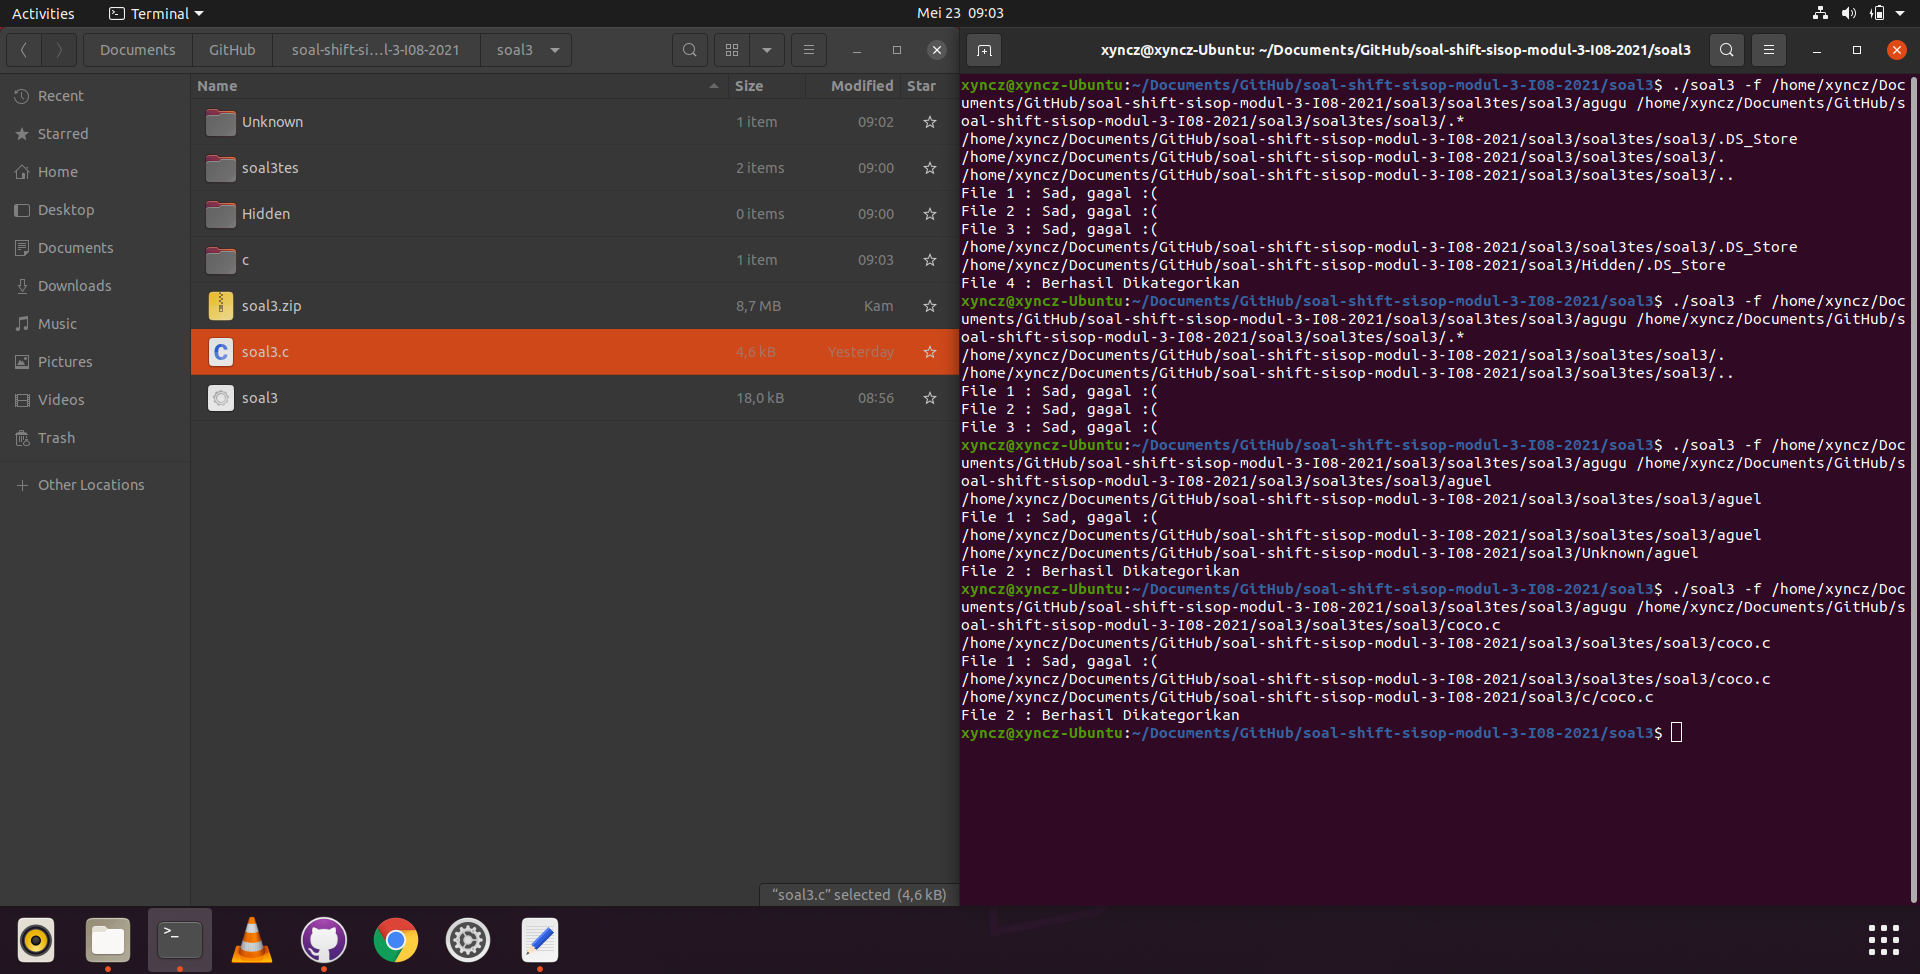 Activities
Terminal
Mei 23 09:03
Documents
GitHub
soal-shift-si...l-3-I08-2021
soal3
xyncz@xyncz-Ubuntu: ~/Documents/GitHub/soal-shift-sisop-modul-3-I08-2021/soal3
Recent
Starred
Home
Desktop
Documents
Downloads
Music
Pictures
Videos
Trash
Other Locations
Name Size Modified Star
Unknown 1 item 09:02
soal3tes 2 items 09:00
Hidden 0 items 09:00
c 1 item 09:03
soal3.zip 8,7 MB Kam
soal3.c 4,6 kB Yesterday
soal3 18,0 kB 08:56
“soal3.c” selected (4,6 kB)
xyncz@xyncz-Ubuntu:~/Documents/GitHub/soal-shift-sisop-modul-3-I08-2021/soal3$ ./soal3 -f /home/xyncz/Doc
uments/GitHub/soal-shift-sisop-modul-3-I08-2021/soal3/soal3tes/soal3/agugu /home/xyncz/Documents/GitHub/s
oal-shift-sisop-modul-3-I08-2021/soal3/soal3tes/soal3/.*
/home/xyncz/Documents/GitHub/soal-shift-sisop-modul-3-I08-2021/soal3/soal3tes/soal3/.DS_Store
/home/xyncz/Documents/GitHub/soal-shift-sisop-modul-3-I08-2021/soal3/soal3tes/soal3/.
/home/xyncz/Documents/GitHub/soal-shift-sisop-modul-3-I08-2021/soal3/soal3tes/soal3/..
File 1 : Sad, gagal :(
File 2 : Sad, gagal :(
File 3 : Sad, gagal :(
/home/xyncz/Documents/GitHub/soal-shift-sisop-modul-3-I08-2021/soal3/soal3tes/soal3/.DS_Store
/home/xyncz/Documents/GitHub/soal-shift-sisop-modul-3-I08-2021/soal3/Hidden/.DS_Store
File 4 : Berhasil Dikategorikan
xyncz@xyncz-Ubuntu:~/Documents/GitHub/soal-shift-sisop-modul-3-I08-2021/soal3$ ./soal3 -f /home/xyncz/Doc
uments/GitHub/soal-shift-sisop-modul-3-I08-2021/soal3/soal3tes/soal3/agugu /home/xyncz/Documents/GitHub/s
oal-shift-sisop-modul-3-I08-2021/soal3/soal3tes/soal3/.*
/home/xyncz/Documents/GitHub/soal-shift-sisop-modul-3-I08-2021/soal3/soal3tes/soal3/.
/home/xyncz/Documents/GitHub/soal-shift-sisop-modul-3-I08-2021/soal3/soal3tes/soal3/..
File 1 : Sad, gagal :(
File 2 : Sad, gagal :(
File 3 : Sad, gagal :(
xyncz@xyncz-Ubuntu:~/Documents/GitHub/soal-shift-sisop-modul-3-I08-2021/soal3$ ./soal3 -f /home/xyncz/Doc
uments/GitHub/soal-shift-sisop-modul-3-I08-2021/soal3/soal3tes/soal3/agugu /home/xyncz/Documents/GitHub/s
oal-shift-sisop-modul-3-I08-2021/soal3/soal3tes/soal3/aguel
/home/xyncz/Documents/GitHub/soal-shift-sisop-modul-3-I08-2021/soal3/soal3tes/soal3/aguel
File 1 : Sad, gagal :(
/home/xyncz/Documents/GitHub/soal-shift-sisop-modul-3-I08-2021/soal3/soal3tes/soal3/aguel
/home/xyncz/Documents/GitHub/soal-shift-sisop-modul-3-I08-2021/soal3/Unknown/aguel
File 2 : Berhasil Dikategorikan
xyncz@xyncz-Ubuntu:~/Documents/GitHub/soal-shift-sisop-modul-3-I08-2021/soal3$ ./soal3 -f /home/xyncz/Doc
uments/GitHub/soal-shift-sisop-modul-3-I08-2021/soal3/soal3tes/soal3/agugu /home/xyncz/Documents/GitHub/s
oal-shift-sisop-modul-3-I08-2021/soal3/soal3tes/soal3/coco.c
/home/xyncz/Documents/GitHub/soal-shift-sisop-modul-3-I08-2021/soal3/soal3tes/soal3/coco.c
File 1 : Sad, gagal :(
/home/xyncz/Documents/GitHub/soal-shift-sisop-modul-3-I08-2021/soal3/soal3tes/soal3/coco.c
/home/xyncz/Documents/GitHub/soal-shift-sisop-modul-3-I08-2021/soal3/c/coco.c
File 2 : Berhasil Dikategorikan
xyncz@xyncz-Ubuntu:~/Documents/GitHub/soal-shift-sisop-modul-3-I08-2021/soal3$